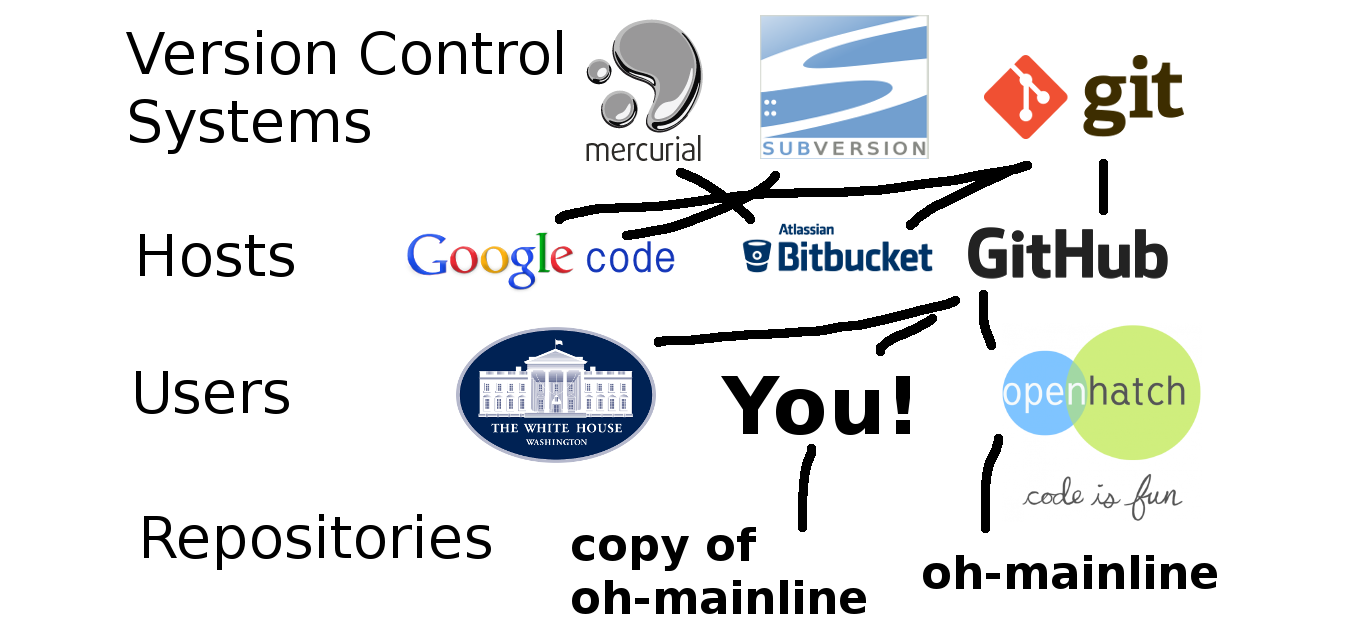 Version Control
Systems
mercurial
SUBVERSION
git
Hosts
Google code
Atlassian
Bitbucket
GitHub
Users
THE WHITE HOUSE
WASHINGTON
You!
openhatch
code is fun
Repositories
copy of
oh-mainline
oh-mainline